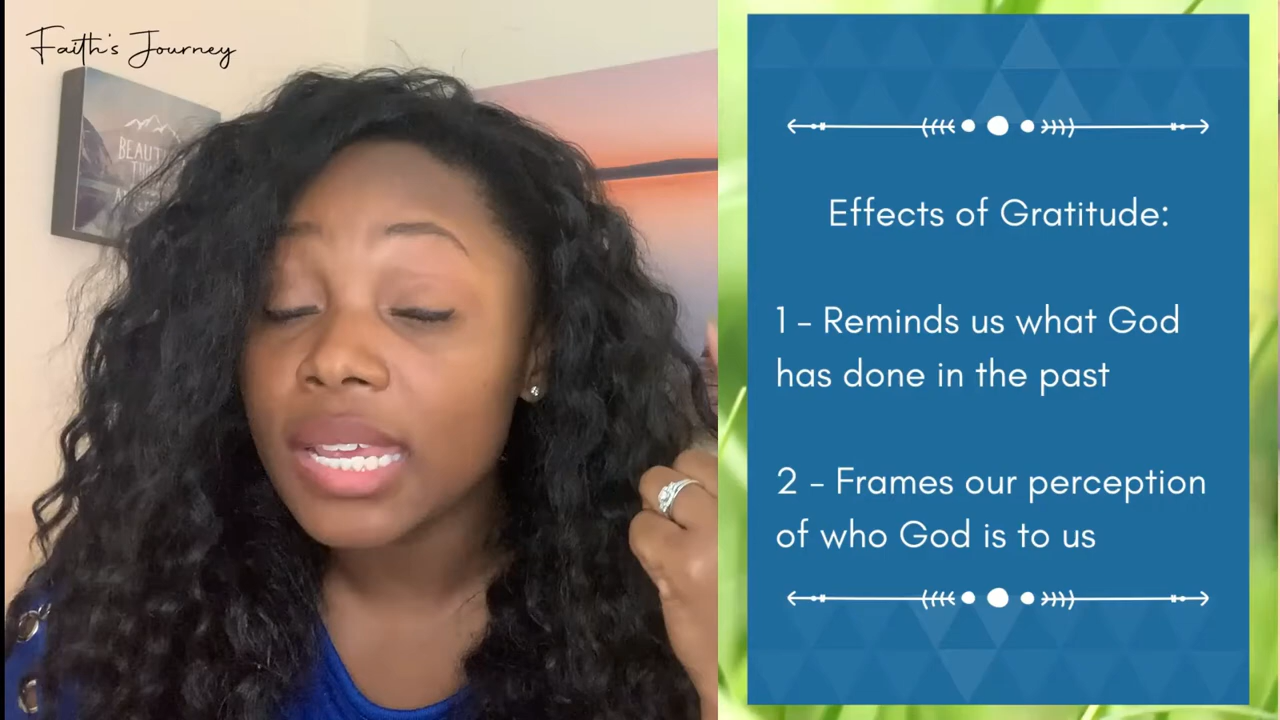 Faith's Journey
BEAUTI
Effects of Gratitude:
1 - Reminds us what God
has done in the past
2 - Frames our perception
of who God is to us